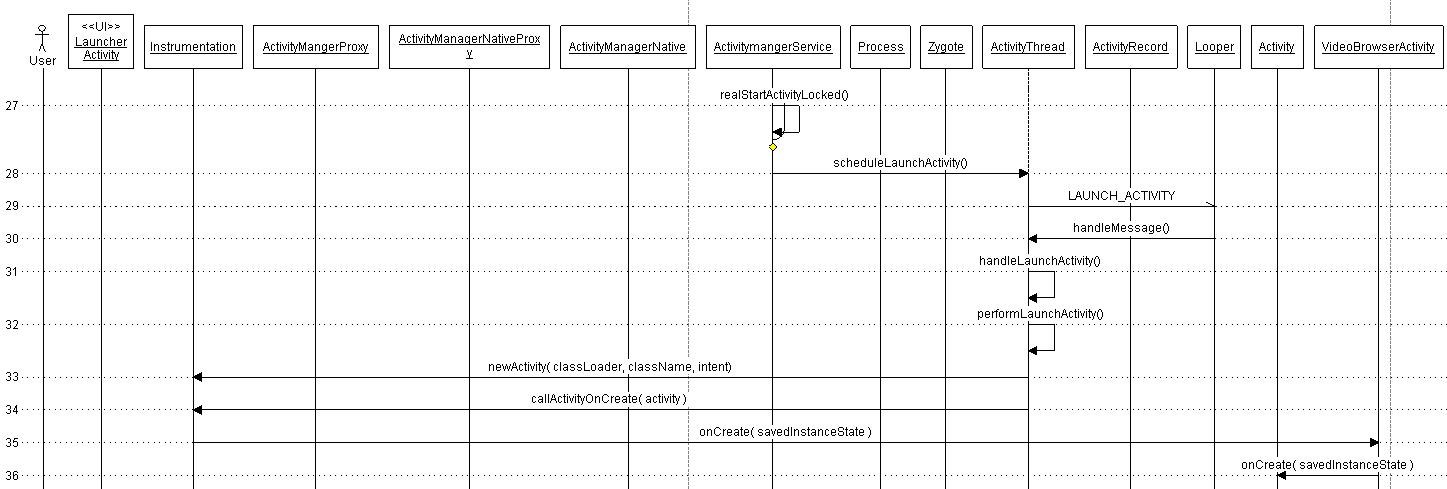 <<UI>>
Launcher
Activity
User
Instrumentation
ActivityMangerProxy
ActivityManagerNativeProx
y
ActivityManagerNative
ActivitymangerService
Process
Zygote
ActivityThread
ActivityRecord
Looper
Activity
VideoBrowserActivity
realStartActivityLocked()
27
scheduleLaunchActivity()
28
LAUNCH_ACTIVITY
29
handleMessage()
30
handleLaunchActivity()
31
performLaunchActivity()
32
newActivity( classLoader, className, intent)
33
callActivityOnCreate( activity )
34
onCreate( savedInstanceState )
35
onCreate( savedInstanceState )
36